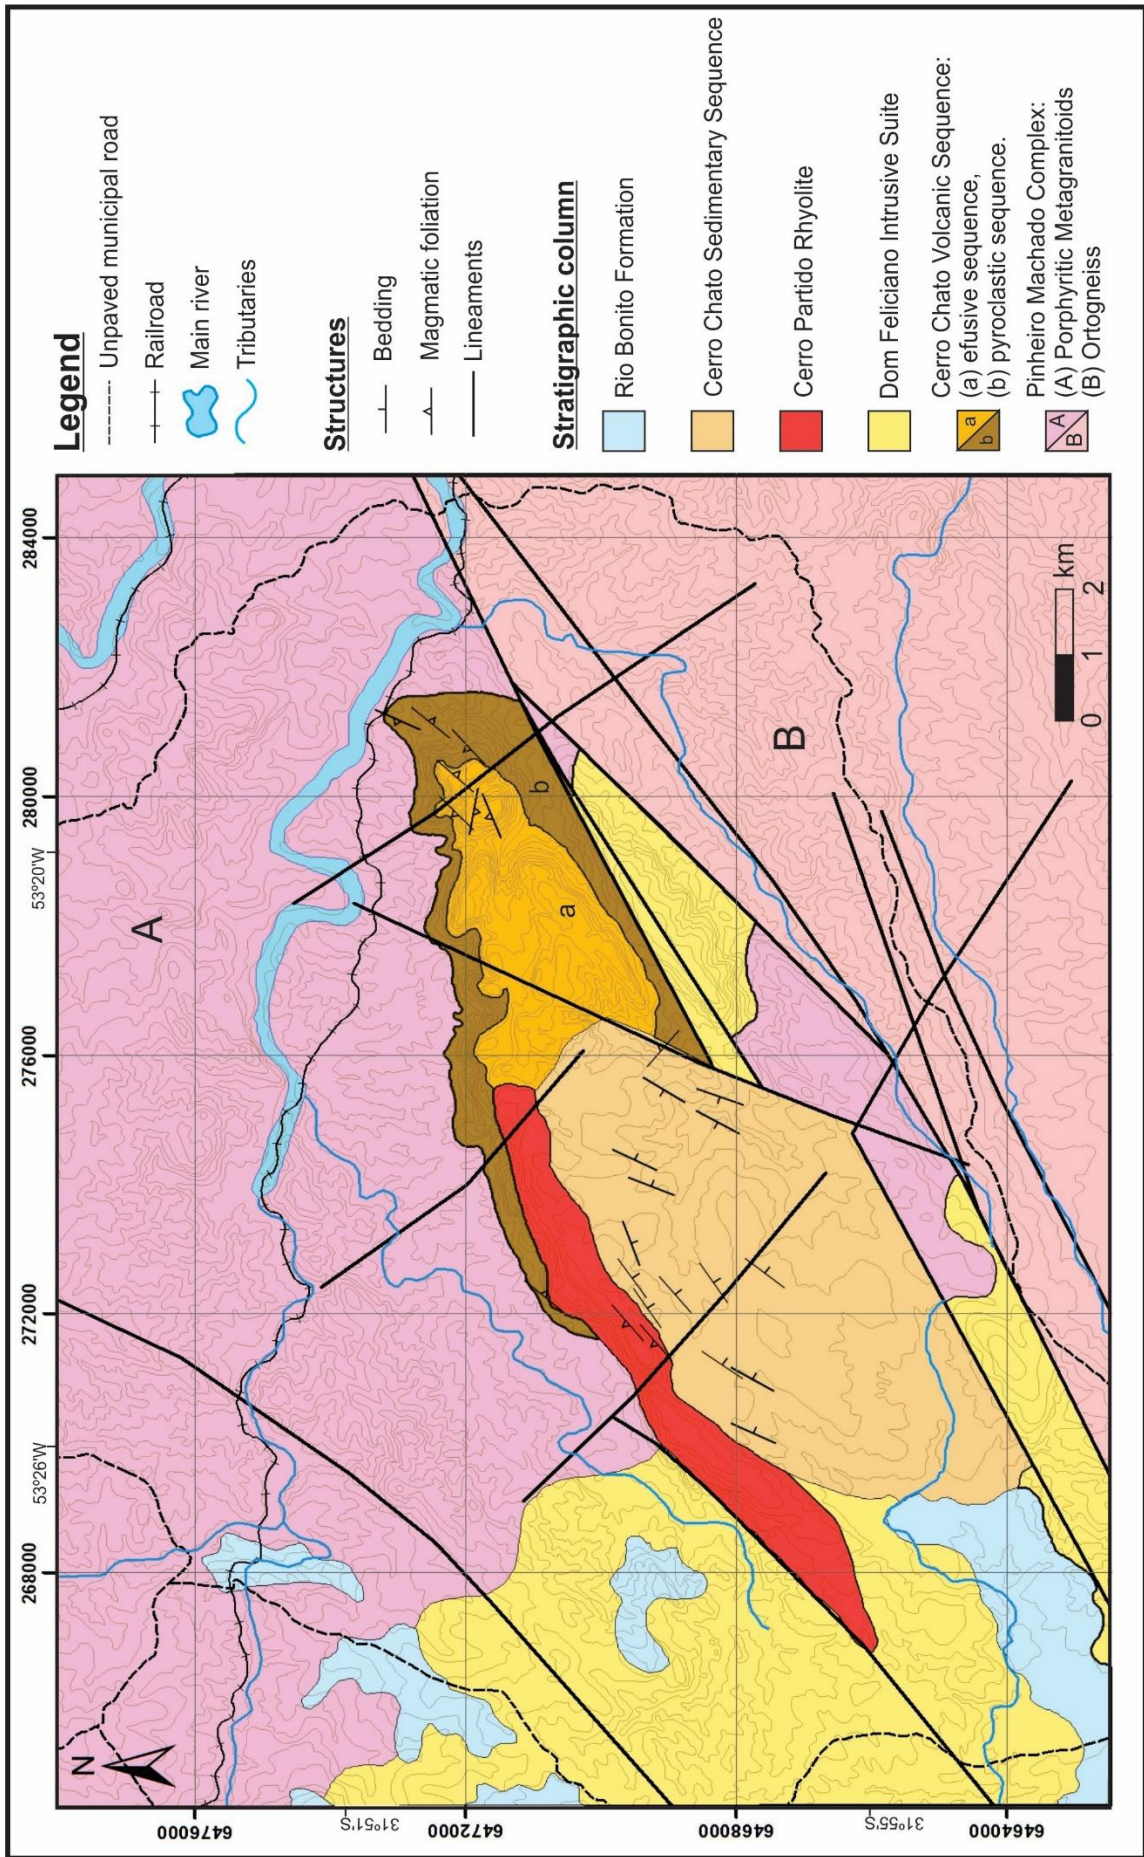 N
53°26'W
53°20'W
268000
272000
276000
280000
284000
6476000
31°51'S
6472000
6468000
31°55'S
6464000
A
B
a
b
0 1 2
km
Legend
Unpaved municipal road
Railroad
Main river
Tributaries
Structures
Bedding
Magmatic foliation
Lineaments
Stratigraphic column
Rio Bonito Formation
Cerro Chato Sedimentary Sequence
Cerro Partido Rhyolite
Dom Feliciano Intrusive Suite
Cerro Chato Volcanic Sequence:
a (a) efusive sequence,
b (b) pyroclastic sequence.
Pinheiro Machado Complex:
A (A) Porphyritic Metagranitoids
B (B) Ortogneiss